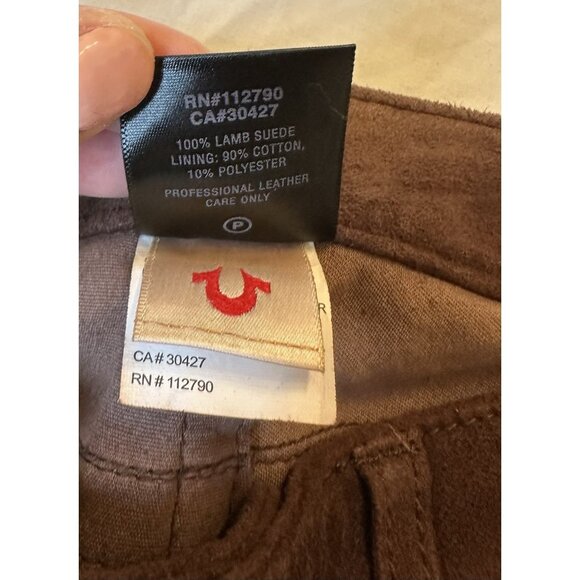 RN#112790
CA#30427
100% LAMB SUEDE
LINING: 90% COTTON,
10% POLYESTER
PROFESSIONAL LEATHER
CARE ONLY
P
R
CA# 30427
RN # 112790